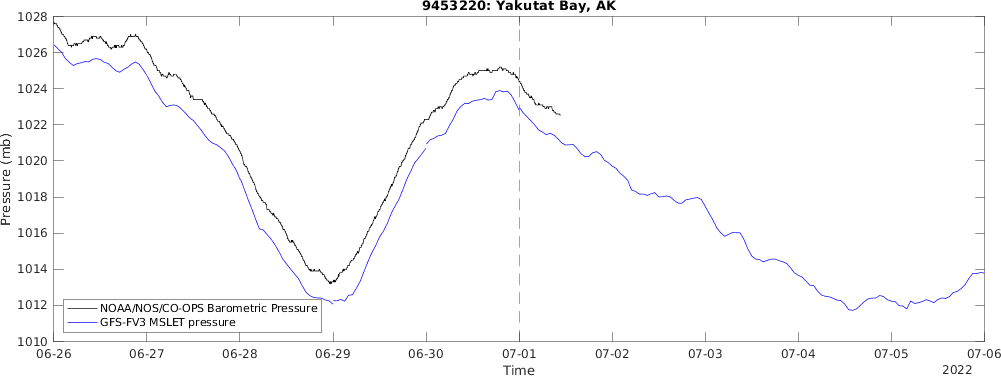 9453220: Yakutat Bay, AK
1028
1026
1024
1022
1020
1018
1016
1014
1012
1010
Pressure (mb)
NOAA/NOS/CO-OPS Barometric Pressure
GFS-FV3 MSLET pressure
06-26 06-27 06-28 06-29 06-30 07-01 07-02 07-03 07-04 07-05 07-06
Time
2022